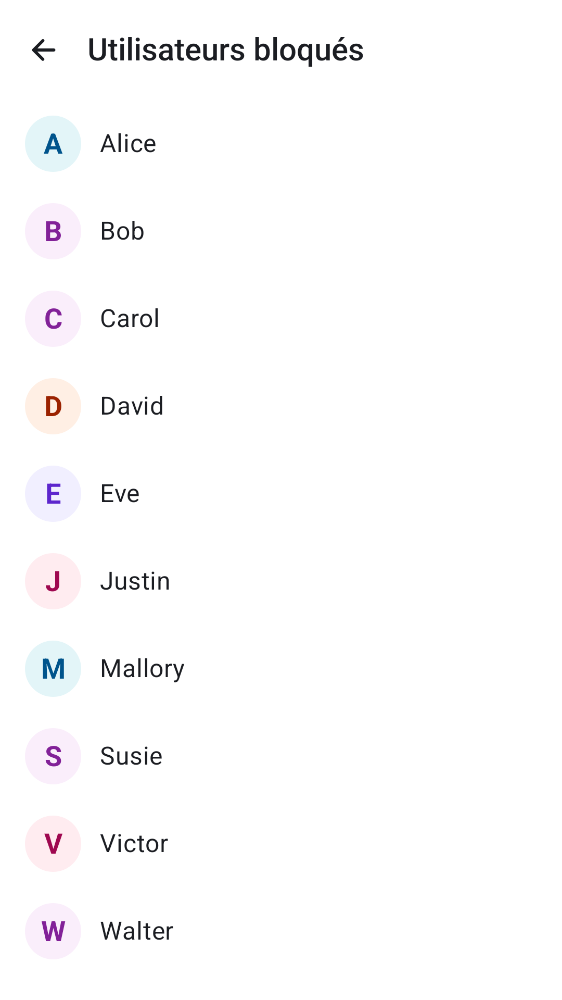 Utilisateurs bloqués
A Alice
B Bob
C Carol
D David
E Eve
J Justin
M Mallory
S Susie
V Victor
W Walter